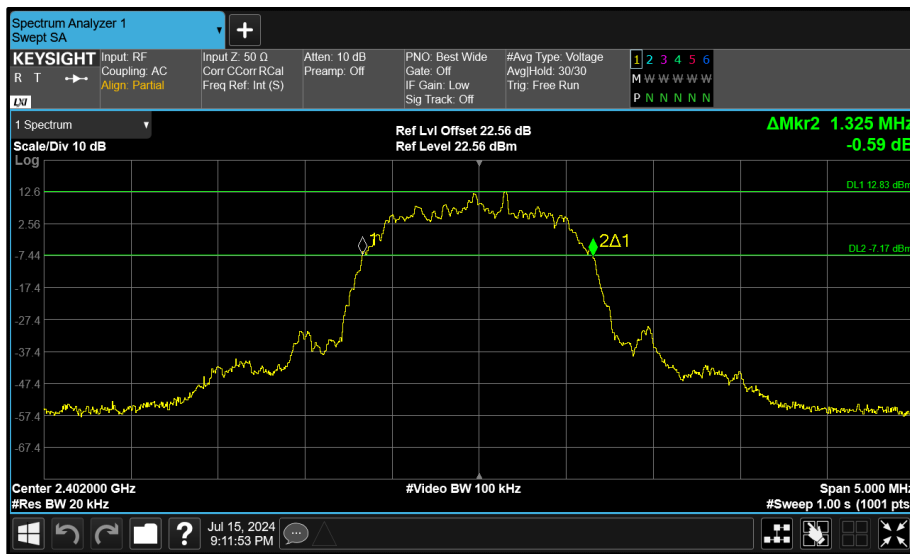 Spectrum Analyzer 1
Swept SA
KEYSIGHT
R T
LXI
Input: RF
Coupling: AC
Align: Partial
Input Z: 50 Ω
Corr CCorr RCal
Freq Ref: Int (S)
Atten: 10 dB
Preamp: Off
PNO: Best Wide
Gate: Off
IF Gain: Low
Sig Track: Off
#Avg Type: Voltage
Avg|Hold: 30/30
Trig: Free Run
1 2 3 4 5 6
M W W W W W
P N N N N N
1 Spectrum
Scale/Div 10 dB
Log
Ref Lvl Offset 22.56 dB
Ref Level 22.56 dBm
ΔMkr2 1.325 MHz
-0.59 dB
12.6
DL1 12.83 dBm
2.56
1
2Δ1
-7.44
DL2 -7.17 dBm
-17.4
-27.4
-37.4
-47.4
-57.4
-67.4
Center 2.402000 GHz
#Video BW 100 kHz
Span 5.000 MHz
#Res BW 20 kHz
#Sweep 1.00 s (1001 pts
?
Jul 15, 2024
9:11:53 PM